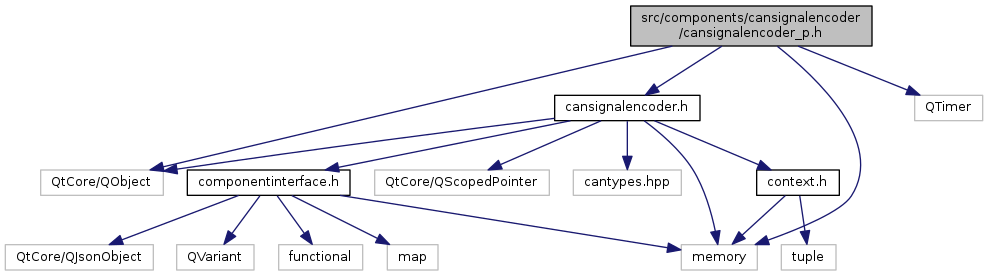 src/components/cansignalencoder
/cansignalencoder_p.h
cansignalencoder.h
QTimer
QtCore/QObject
componentinterface.h
QtCore/QScopedPointer
cantypes.hpp
context.h
QtCore/QJsonObject
QVariant
functional
map
memory
tuple